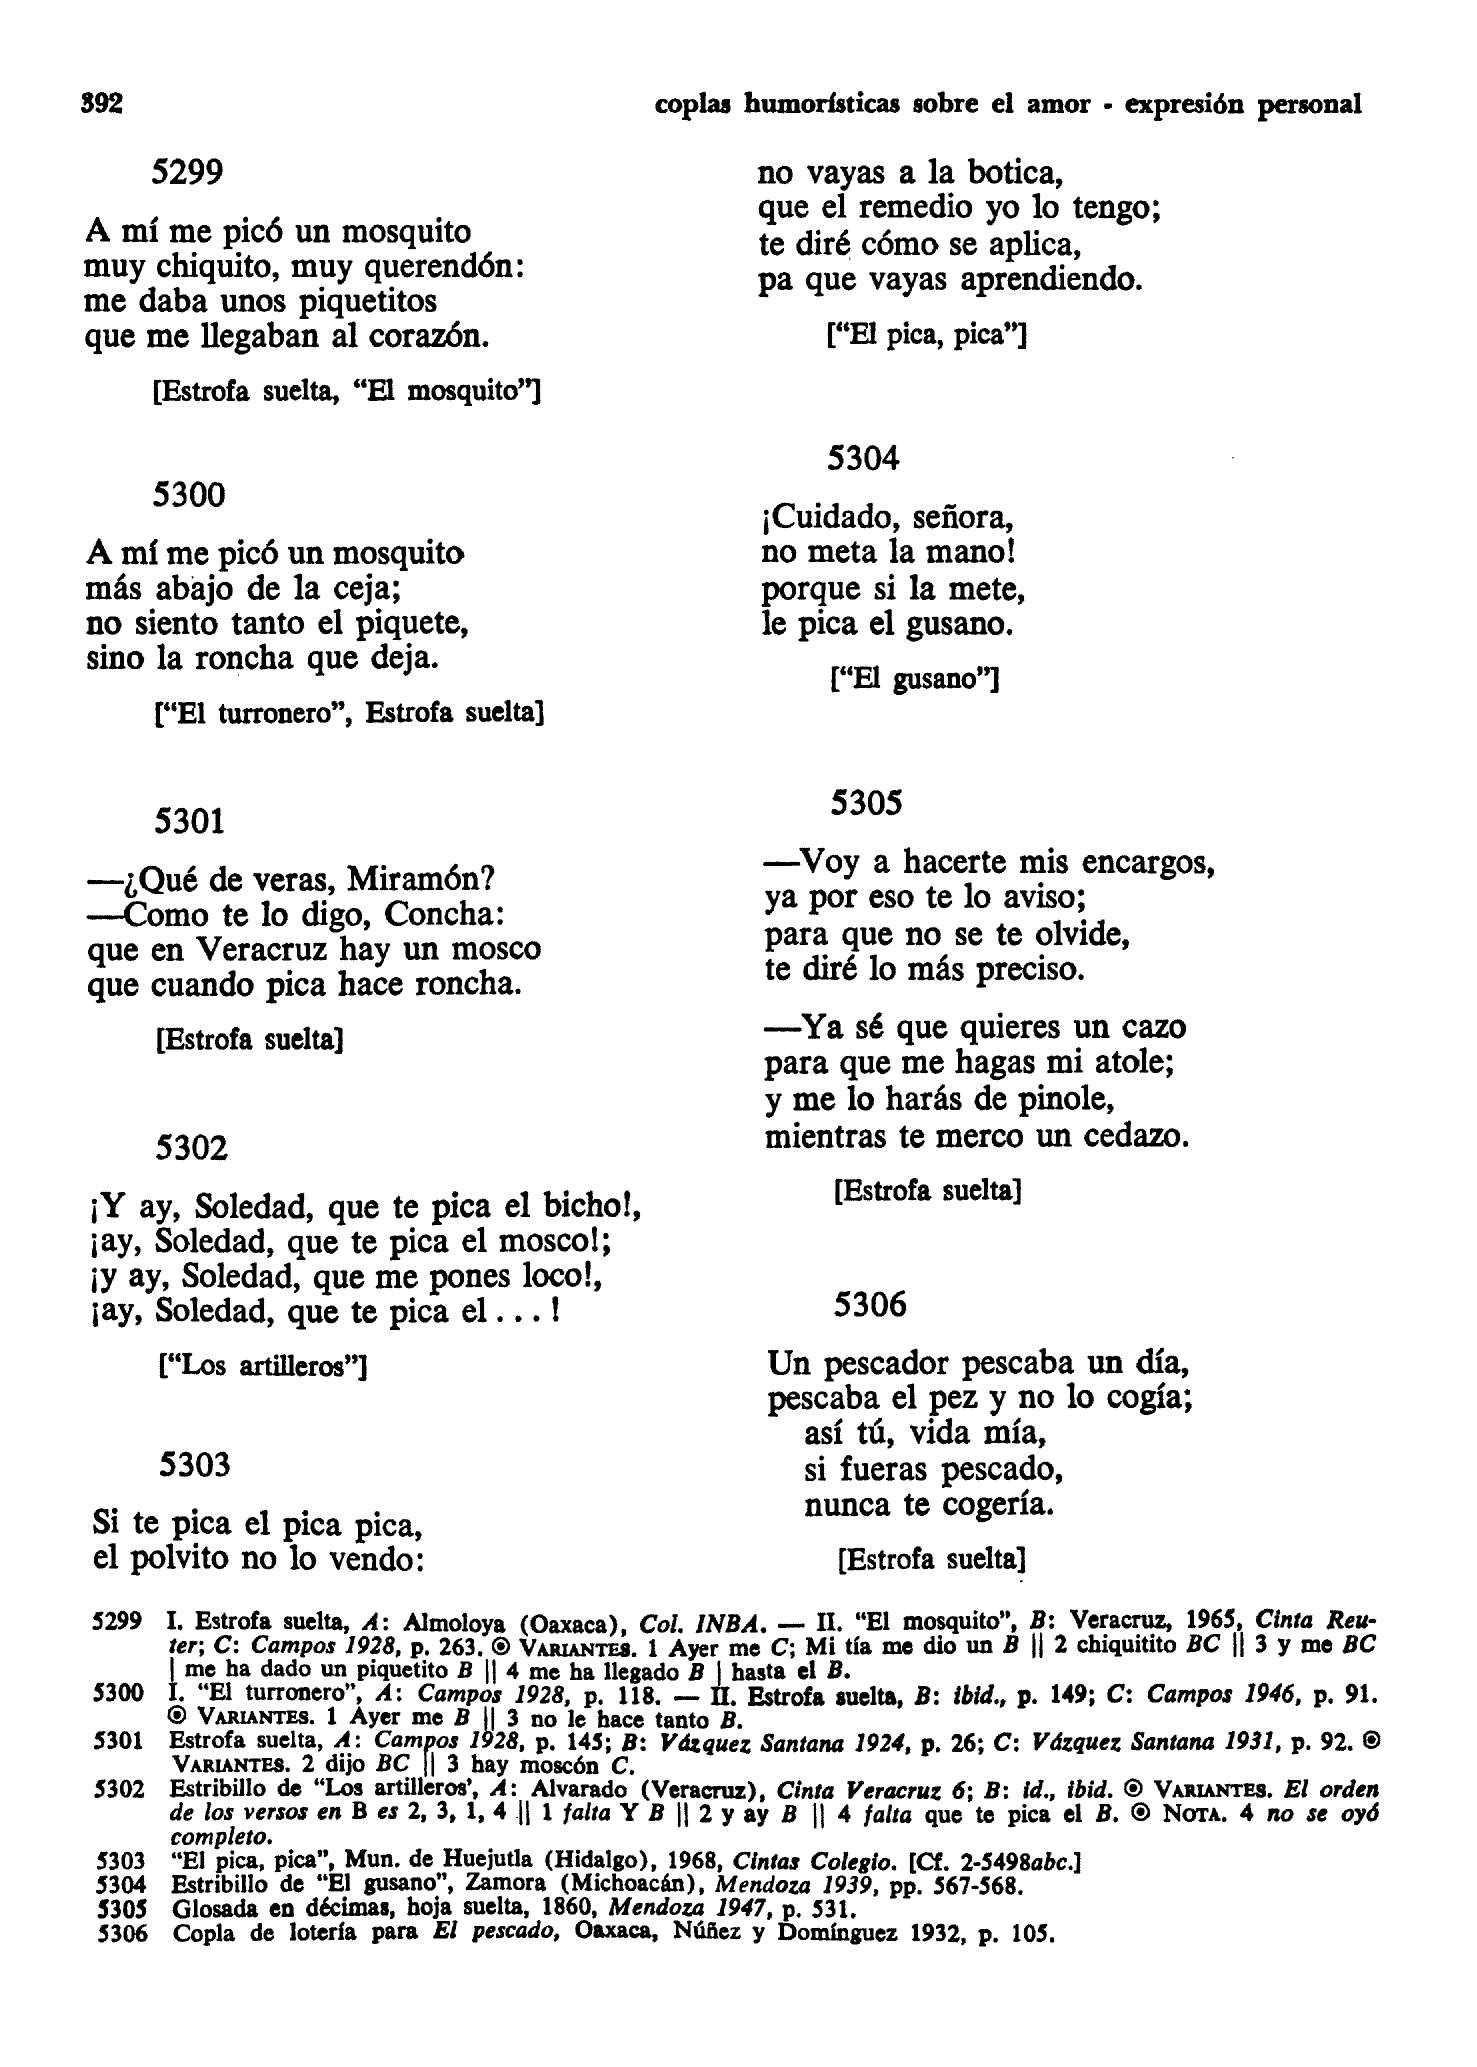 392
coplas humorísticas sobre el amor - expresión personal
5299
A mí me picó un mosquito
muy chiquito, muy querendón:
me daba unos piquetitos
que me llegaban al corazón.
[Estrofa suelta, “El mosquito”]
5300
A mí me picó un mosquito
más abajo de la ceja;
no siento tanto el piquete,
sino la roncha que deja.
[“El turronero”, Estrofa suelta]
5301
—¿Qué de veras, Miramón?
—Como te lo digo, Concha:
que en Veracruz hay un mosco
que cuando pica hace roncha.
[Estrofa suelta]
5302
¡Y ay, Soledad, que te pica el bicho!,
¡ay, Soledad, que te pica el mosco!;
¡y ay, Soledad, que me pones loco!,
¡ay, Soledad, que te pica el . . . !
[“Los artilleros”]
5303
Si te pica el pica pica,
el polvito no lo vendo:
no vayas a la botica,
que el remedio yo lo tengo;
te diré cómo se aplica,
pa que vayas aprendiendo.
[“El pica, pica”]
5304
¡Cuidado, señora,
no meta la mano!
porque si la mete,
le pica el gusano.
[“El gusano”]
5305
—Voy a hacerte mis encargos,
ya por eso te lo aviso;
para que no se te olvide,
te diré lo más preciso.
—Ya sé que quieres un cazo
para que me hagas mi atole;
y me lo harás de pinole,
mientras te merco un cedazo.
[Estrofa suelta]
5306
Un pescador pescaba un día,
pescaba el pez y no lo cogía;
así tú, vida mía,
si fueras pescado,
nunca te cogería.
[Estrofa suelta]
5299 I. Estrofa suelta, A: Almoloya (Oaxaca), Col. INBA. — II. “El mosquito”, B: Veracruz, 1965, Cinta Reu-
ter; C: Campos 1928, p. 263. ⊙ VARIANTES. 1 Ayer me C; Mi tía me dio un B || 2 chiquitito BC || 3 y me BC
| me ha dado un piquetito B || 4 me ha llegado B | hasta el B.
5300 I. “El turronero”, A: Campos 1928, p. 118. — II. Estrofa suelta, B: ibid., p. 149; C: Campos 1946, p. 91.
⊙ VARIANTES. 1 Ayer me B || 3 no le hace tanto B.
5301 Estrofa suelta, A: Campos 1928, p. 145; B: Vázquez Santana 1924, p. 26; C: Vázquez Santana 1931, p. 92. ⊙
VARIANTES. 2 dijo BC || 3 hay moscón C.
5302 Estribillo de “Los artilleros’, A: Alvarado (Veracruz), Cinta Veracruz 6; B: id., ibid. ⊙ VARIANTES. El orden
de los versos en B es 2, 3, 1, 4 || 1 falta Y B || 2 y ay B || 4 falta que te pica el B. ⊙ NOTA. 4 no se oyó
completo.
5303 “El pica, pica”, Mun. de Huejutla (Hidalgo), 1968, Cintas Colegio. [Cf. 2-5498abc.]
5304 Estribillo de “El gusano”, Zamora (Michoacán), Mendoza 1939, pp. 567-568.
5305 Glosada en décimas, hoja suelta, 1860, Mendoza 1947, p. 531.
5306 Copla de lotería para El pescado, Oaxaca, Núñez y Domínguez 1932, p. 105.